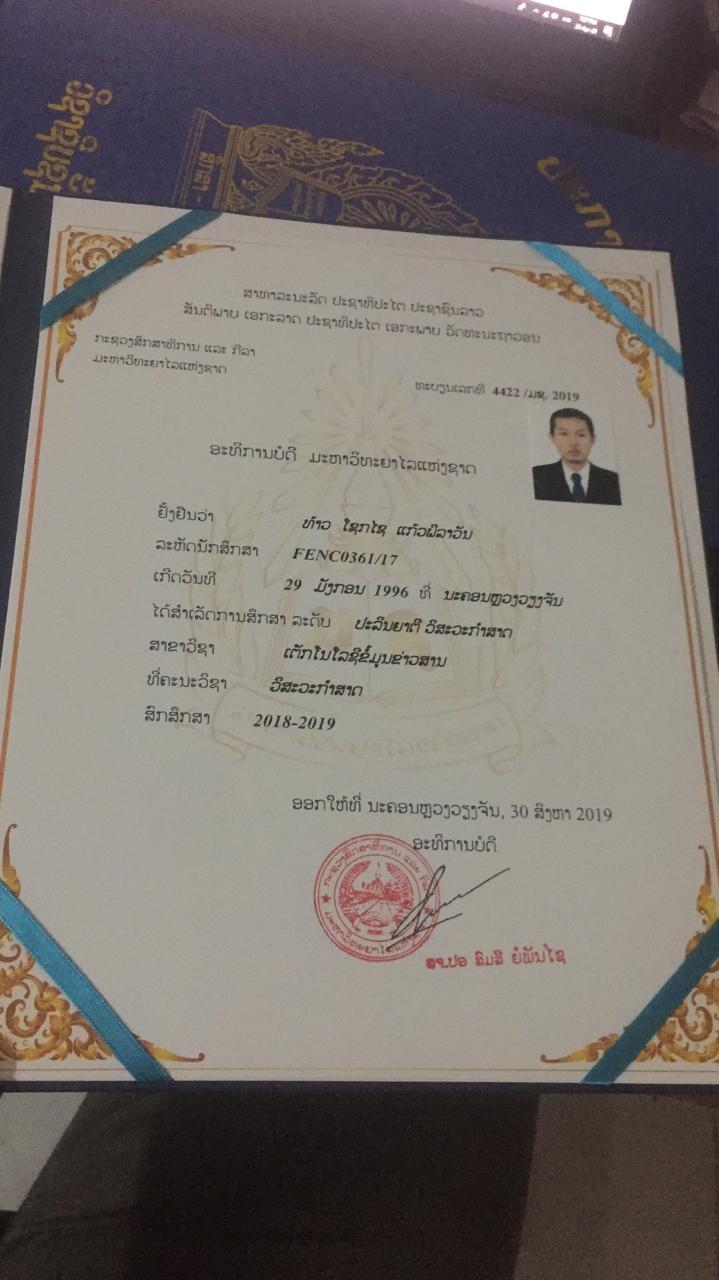 ສາທາລະນະລັດ ປະຊາທິປະໄຕ ປະຊາຊົນລາວ
ສັນຕິພາບ ເອກະລາດ ປະຊາທິປະໄຕ ເອກະພາບ ວັດທະນະຖາວອນ
ກະຊວງສຶກສາທິການ ແລະ ກີລາ
ມະຫາວິທະຍາໄລແຫ່ງຊາດ
ທະບຽນເລກທີ 4422 /ມຊ. 2019
ອະທິການບໍດີ ມະຫາວິທະຍາໄລແຫ່ງຊາດ
ຢັ້ງຢືນວ່າ ທ້າວ ໂຊກໄຊ ແກ້ວພິລາວັນ
ລະຫັດນັກສຶກສາ FENC0361/17
ເກີດວັນທີ 29 ມັງກອນ 1996 ທີ່ ນະຄອນຫຼວງວຽງຈັນ
ໄດ້ສຳເລັດການສຶກສາ ລະດັບ ປະລິນຍາຕີ ວິສະວະກຳສາດ
ສາຂາວິຊາ ເຕັກໂນໂລຊີຂໍ້ມູນຂ່າວສານ
ທີ່ຄະນະວິຊາ ວິສະວະກຳສາດ
ສົກສຶກສາ 2018-2019
ອອກໃຫ້ທີ່ ນະຄອນຫຼວງວຽງຈັນ, 30 ສິງຫາ 2019
ອະທິການບໍດີ
ສຈ.ປອ ສົມສີ ຍໍພັນໄຊ